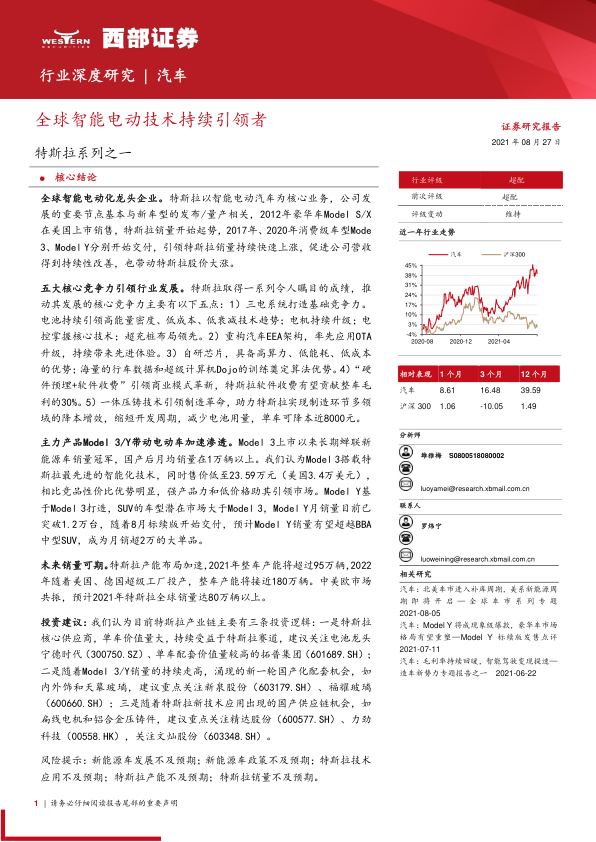 WESTERN
SECURITIES
西部证券
行业深度研究 | 汽车
全球智能电动技术持续引领者
特斯拉系列之一
证券研究报告
2021 年 08 月 27 日
● 核心结论
全球智能电动化龙头企业。特斯拉以智能电动汽车为核心业务，公司发
展的重要节点基本与新车型的发布/量产相关，2012年豪华车Model S/X
在美国上市销售，特斯拉销量开始起势，2017年、2020年消费级车型Mode
3、Model Y分别开始交付，引领特斯拉销量持续快速上涨，促进公司营收
得到持续性改善，也带动特斯拉股价大涨。
五大核心竞争力引领行业发展。特斯拉取得一系列令人瞩目的成绩，推
动其发展的核心竞争力主要有以下五点：1）三电系统打造基础竞争力。
电池持续引领高能量密度、低成本、低衰减技术趋势；电机持续升级；电
控掌握核心技术；超充桩布局领先。2）重构汽车EEA架构，率先应用OTA
升级，持续带来先进体验。3）自研芯片，具备高算力、低能耗、低成本
的优势；海量的行车数据和超级计算机Dojo的训练奠定算法优势。4）“硬
件预埋+软件收费”引领商业模式革新，特斯拉软件收费有望贡献整车毛
利的30%。5）一体压铸技术引领制造革命，助力特斯拉实现制造环节多领
域的降本增效，缩短开发周期，减少电池用量，单车可降本近8000元。
主力产品Model 3/Y带动电动车加速渗透。Model 3上市以来长期蝉联新
能源车销量冠军，国产后月均销量在1万辆以上。我们认为Model 3搭载特
斯拉最先进的智能化技术，同时售价低至23.59万元（美国3.4万美元），
相比竞品性价比优势明显，强产品力和低价格助其引领市场。Model Y基
于Model 3打造，SUV的车型潜在市场大于Model 3，Model Y月销量目前已
突破1.2万台，随着8月标续版开始交付，预计Model Y销量有望超越BBA
中型SUV，成为月销超2万的大单品。
未来销量可期。特斯拉产能布局加速，2021年整车产能将超过95万辆，2022
年随着美国、德国超级工厂投产，整车产能将接近180万辆。中美欧市场
共振，预计2021年特斯拉全球销量达80万辆以上。
投资建议：我们认为目前特斯拉产业链主要有三条投资逻辑：一是特斯拉
核心供应商，单车价值量大，持续受益于特斯拉赛道，建议关注电池龙头
宁德时代（300750.SZ）、单车配套价值量较高的拓普集团（601689.SH）；
二是随着Model 3/Y销量的持续走高，涌现的新一轮国产化配套机会，如
内外饰和天幕玻璃，建议重点关注新泉股份（603179.SH）、福耀玻璃
（600660.SH）；三是随着特斯拉新技术应用出现的国产供应链机会，如
扁线电机和铝合金压铸件，建议重点关注精达股份（600577.SH）、力劲
科技（00558.HK），关注文灿股份（603348.SH）。
风险提示：新能源车发展不及预期；新能源车政策不及预期；特斯拉技术
应用不及预期；特斯拉产能不及预期；特斯拉销量不及预期。
行业评级 超配
前次评级 超配
评级变动 维持
近一年行业走势
汽车 沪深300
45%
38%
31%
24%
17%
10%
3%
-4%
2020-08 2020-12 2021-04
相对表现 1 个月 3 个月 12 个月
汽车 8.61 16.48 39.59
沪深 300 1.06 -10.05 1.49
分析师
雒雅梅 S0800518080002
luoyamei@research.xbmail.com.cn
联系人
罗炜宁
luoweining@research.xbmail.com.cn
相关研究
汽车：北美车市进入补库周期，美系新能源周
期即将开启—全球车市系列专题
2021-08-05
汽车：Model Y 将成现象级爆款，豪华车市场
格局有望重塑—Model Y 标续版发售点评
2021-07-11
汽车：毛利率持续回暖，智能驾驶变现提速—
造车新势力专题报告之一 2021-06-22
1 | 请务必仔细阅读报告尾部的重要声明